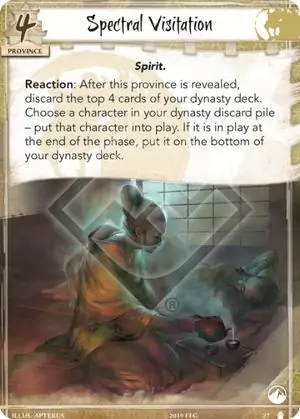 4
PROVINCE
Spectral Visitation
Spirit.
Reaction: After this province is revealed,
discard the top 4 cards of your dynasty deck.
Choose a character in your dynasty discard pile
– put that character into play. If it is in play at
the end of the phase, put it on the bottom of
your dynasty deck.
®
ILLUS. APTERUS
2019 FFG
27